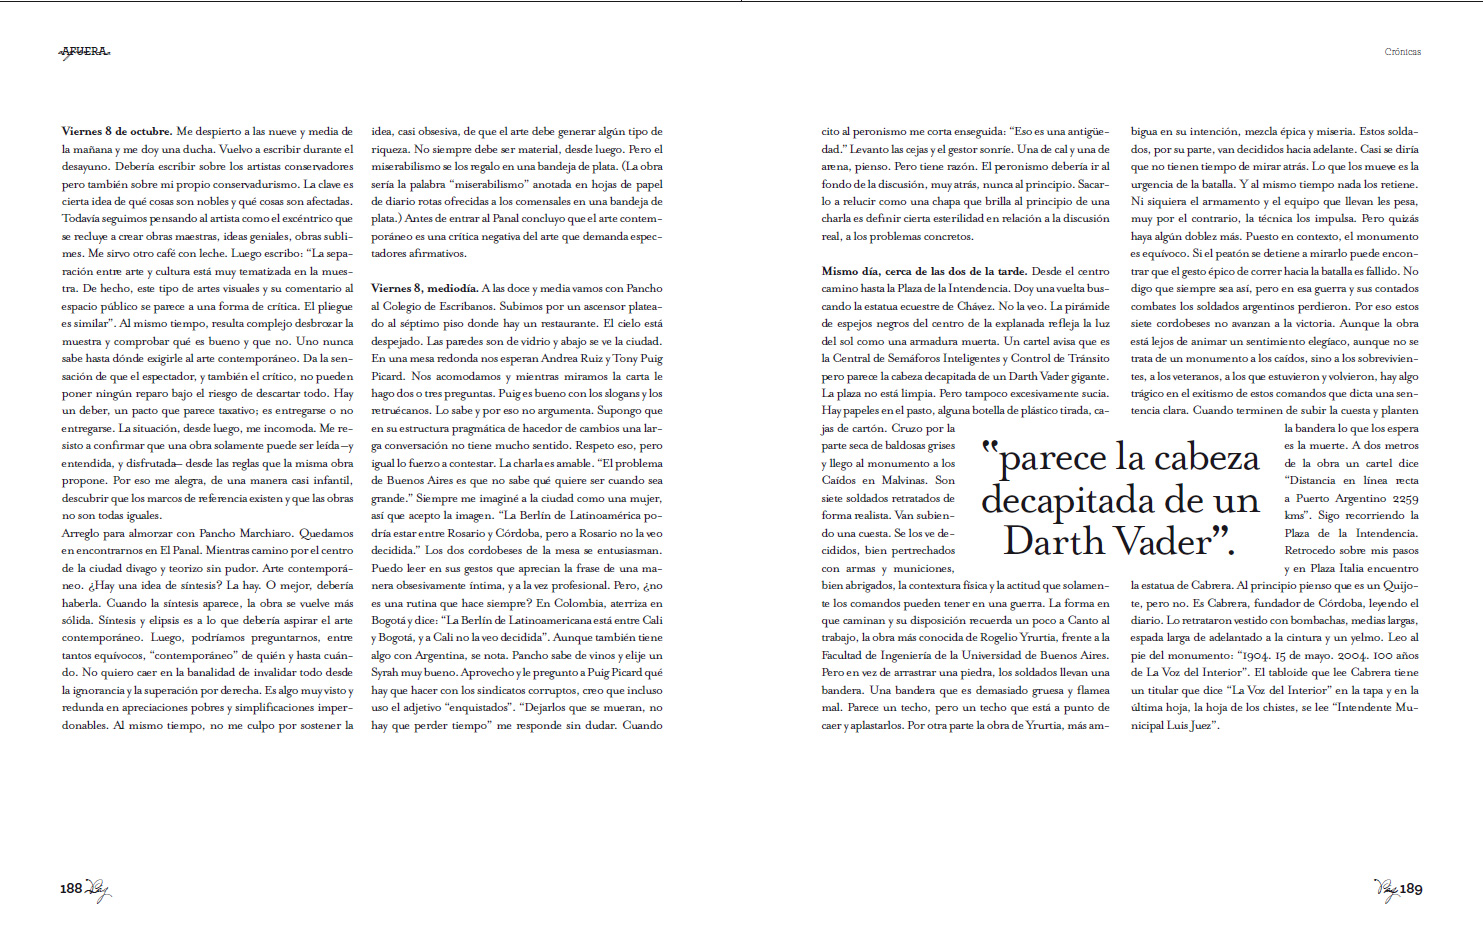 AFUERA
Crónicas
Viernes 8 de octubre. Me despierto a las nueve y media de
la mañana y me doy una ducha. Vuelvo a escribir durante el
desayuno. Debería escribir sobre los artistas conservadores
pero también sobre mi propio conservadurismo. La clave es
cierta idea de qué cosas son nobles y qué cosas son afectadas.
Todavía seguimos pensando al artista como el excéntrico que
se recluye a crear obras maestras, ideas geniales, obras subli-
mes. Me sirvo otro café con leche. Luego escribo: “La sepa-
ración entre arte y cultura está muy tematizada en la mues-
tra. De hecho, este tipo de artes visuales y su comentario al
espacio público se parece a una forma de crítica. El pliegue
es similar”. Al mismo tiempo, resulta complejo desbrozar la
muestra y comprobar qué es bueno y que no. Uno nunca
sabe hasta dónde exigirle al arte contemporáneo. Da la sen-
sación de que el espectador, y también el crítico, no pueden
poner ningún reparo bajo el riesgo de descartar todo. Hay
un deber, un pacto que parece taxativo; es entregarse o no
entregarse. La situación, desde luego, me incomoda. Me re-
sisto a confirmar que una obra solamente puede ser leída—y
entendida, y disfrutada— desde las reglas que la misma obra
propone. Por eso me alegra, de una manera casi infantil,
descubrir que los marcos de referencia existen y que las obras
no son todas iguales.
Arreglo para almorzar con Pancho Marchiaro. Quedamos
en encontrarnos en El Panal. Mientras camino por el centro
de la ciudad divago y teorizo sin pudor. Arte contemporá-
neo. ¿Hay una idea de síntesis? La hay. O mejor, debería
haberla. Cuando la síntesis aparece, la obra se vuelve más
sólida. Síntesis y elipsis es a lo que debería aspirar el arte
contemporáneo. Luego, podríamos preguntarnos, entre
tantos equívocos, “contemporáneo” de quién y hasta cuán-
do. No quiero caer en la banalidad de invalidar todo desde
la ignorancia y la superación por derecha. Es algo muy visto y
redunda en apreciaciones pobres y simplificaciones imper-
donables. Al mismo tiempo, no me culpo por sostener la
idea, casi obsesiva, de que el arte debe generar algún tipo de
riqueza. No siempre debe ser material, desde luego. Pero el
miserabilismo se los regalo en una bandeja de plata. (La obra
sería la palabra “miserabilismo” anotada en hojas de papel
de diario rotas ofrecidas a los comensales en una bandeja de
plata.) Antes de entrar al Panal concluyo que el arte contem-
poráneo es una crítica negativa del arte que demanda espec-
tadores afirmativos.
Viernes 8, mediodía. A las doce y media vamos con Pancho
al Colegio de Escribanos. Subimos por un ascensor platea-
do al séptimo piso donde hay un restaurante. El cielo está
despejado. Las paredes son de vidrio y abajo se ve la ciudad.
En una mesa redonda nos esperan Andrea Ruiz y Tony Puig
Picard. Nos acomodamos y mientras miramos la carta le
hago dos o tres preguntas. Puig es bueno con los slogans y los
retruécanos. Lo sabe y por eso no argumenta. Supongo que
en su estructura pragmática de hacedor de cambios una lar-
ga conversación no tiene mucho sentido. Respeto eso, pero
igual lo fuerzo a contestar. La charla es amable. “El problema
de Buenos Aires es que no sabe qué quiere ser cuando sea
grande.” Siempre me imaginé a la ciudad como una mujer,
así que acepto la imagen. “La Berlín de Latinoamérica po-
dría estar entre Rosario y Córdoba, pero a Rosario no la veo
decidida.” Los dos cordobeses de la mesa se entusiasman.
Puedo leer en sus gestos que aprecian la frase de una ma-
nera obsesivamente íntima, y a la vez profesional. Pero, ¿no
es una rutina que hace siempre? En Colombia, aterriza en
Bogotá y dice: “La Berlín de Latinoamericana está entre Cali
y Bogotá, y a Cali no la veo decidida”. Aunque también tiene
algo con Argentina, se nota. Pancho sabe de vinos y elije un
Syrah muy bueno. Aprovecho y le pregunto a Puig Picard qué
hay que hacer con los sindicatos corruptos, creo que incluso
uso el adjetivo “enquistados”. “Dejarlos que se mueran, no
hay que perder tiempo” me responde sin dudar. Cuando
cito al peronismo me corta enseguida: “Eso es una antigüe-
dad.” Levanto las cejas y el gestor sonríe. Una de cal y una de
arena, pienso. Pero tiene razón. El peronismo debería ir al
fondo de la discusión, muy atrás, nunca al principio. Sacar-
lo a relucir como una chapa que brilla al principio de una
charla es definir cierta esterilidad en relación a la discusión
real, a los problemas concretos.
Mismo día, cerca de las dos de la tarde. Desde el centro
camino hasta la Plaza de la Intendencia. Doy una vuelta bus-
cando la estatua ecuestre de Chávez. No la veo. La pirámide
de espejos negros del centro de la explanada refleja la luz
del sol como una armadura muerta. Un cartel avisa que es
la Central de Semáforos Inteligentes y Control de Tránsito
pero parece la cabeza decapitada de un Darth Vader gigante.
La plaza no está limpia. Pero tampoco excesivamente sucia.
Hay papeles en el pasto, alguna botella de plástico tirada, ca-
jas de cartón. Cruzo por la
parte seca de baldosas grises
y llego al monumento a los
Caídos en Malvinas. Son
siete soldados retratados de
forma realista. Van subien-
do una cuesta. Se los ve de-
cididos, bien pertrechados
con armas y municiones,
bien abrigados, la contextura física y la actitud que solamen-
te los comandos pueden tener en una guerra. La forma en
que caminan y su disposición recuerda un poco a Canto al
trabajo, la obra más conocida de Rogelio Yrurtia, frente a la
Facultad de Ingeniería de la Universidad de Buenos Aires.
Pero en vez de arrastrar una piedra, los soldados llevan una
bandera. Una bandera que es demasiado gruesa y flamea
mal. Parece un techo, pero un techo que está a punto de
caer y aplastarlos. Por otra parte la obra de Yrurtia, más am-
“parece la cabeza
decapitada de un
Darth Vader”.
bigua en su intención, mezcla épica y miseria. Estos solda-
dos, por su parte, van decididos hacia adelante. Casi se diría
que no tienen tiempo de mirar atrás. Lo que los mueve es la
urgencia de la batalla. Y al mismo tiempo nada los retiene.
Ni siquiera el armamento y el equipo que llevan les pesa,
muy por el contrario, la técnica los impulsa. Pero quizás
haya algún doblez más. Puesto en contexto, el monumento
es equívoco. Si el peatón se detiene a mirarlo puede encon-
trar que el gesto épico de correr hacia la batalla es fallido. No
digo que siempre sea así, pero en esa guerra y sus contados
combates los soldados argentinos perdieron. Por eso estos
siete cordobeses no avanzan a la victoria. Aunque la obra
está lejos de animar un sentimiento elegíaco, aunque no se
trata de un monumento a los caídos, sino a los sobrevivien-
tes, a los veteranos, a los que estuvieron y volvieron, hay algo
trágico en el exitismo de estos comandos que dicta una sen-
tencia clara. Cuando terminen de subir la cuesta y planten
la bandera lo que los espera
es la muerte. A dos metros
de la obra un cartel dice
“Distancia en línea recta
a Puerto Argentino 2259
kms”. Sigo recorriendo la
Plaza de la Intendencia.
Retrocedo sobre mis pasos
y en Plaza Italia encuentro
la estatua de Cabrera. Al principio pienso que es un Quijo-
te, pero no. Es Cabrera, fundador de Córdoba, leyendo el
diario. Lo retrataron vestido con bombachas, medias largas,
espada larga de adelantado a la cintura y un yelmo. Leo al
pie del monumento: “1904. 15 de mayo. 2004. 100 años
de La Voz del Interior”. El tabloide que lee Cabrera tiene
un titular que dice “La Voz del Interior” en la tapa y en la
última hoja, la hoja de los chistes, se lee “Intendente Mu-
nicipal Luis Juez”.
188
189